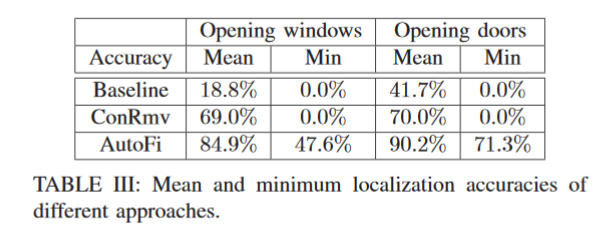 Opening windows Opening doors
Accuracy Mean Min Mean Min
Baseline 18.8% 0.0% 41.7% 0.0%
ConRmv 69.0% 0.0% 70.0% 0.0%
AutoFi 84.9% 47.6% 90.2% 71.3%
TABLE III: Mean and minimum localization accuracies of
different approaches.